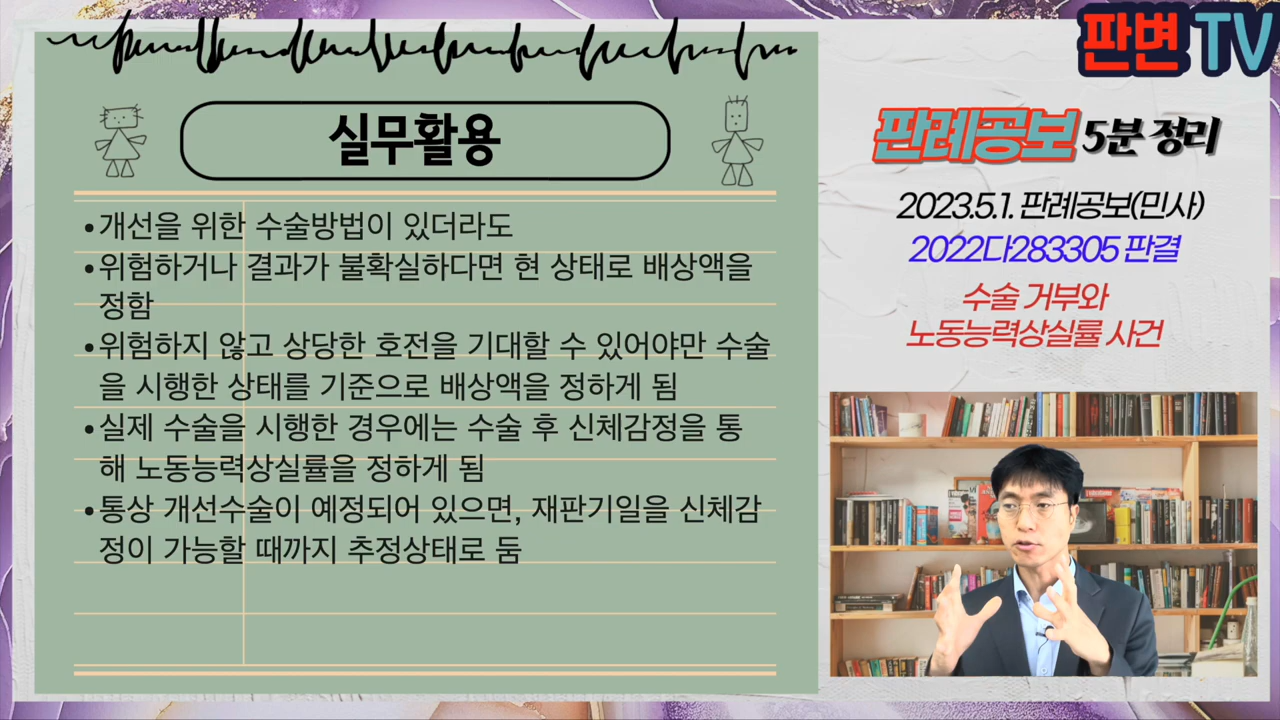 판변 TV
실무활용
•개선을 위한 수술방법이 있더라도
•위험하거나 결과가 불확실하다면 현 상태로 배상액을
정함
•위험하지 않고 상당한 호전을 기대할 수 있어야만 수술
을 시행한 상태를 기준으로 배상액을 정하게 됨
•실제 수술을 시행한 경우에는 수술 후 신체감정을 통
해 노동능력상실률을 정하게 됨
•통상 개선수술이 예정되어 있으면, 재판기일을 신체감
정이 가능할 때까지 추정상태로 둠
판례공보 5분 정리
2023.5.1. 판례공보(민사)
2022다283305 판결
수술 거부와
노동능력상실률 사건